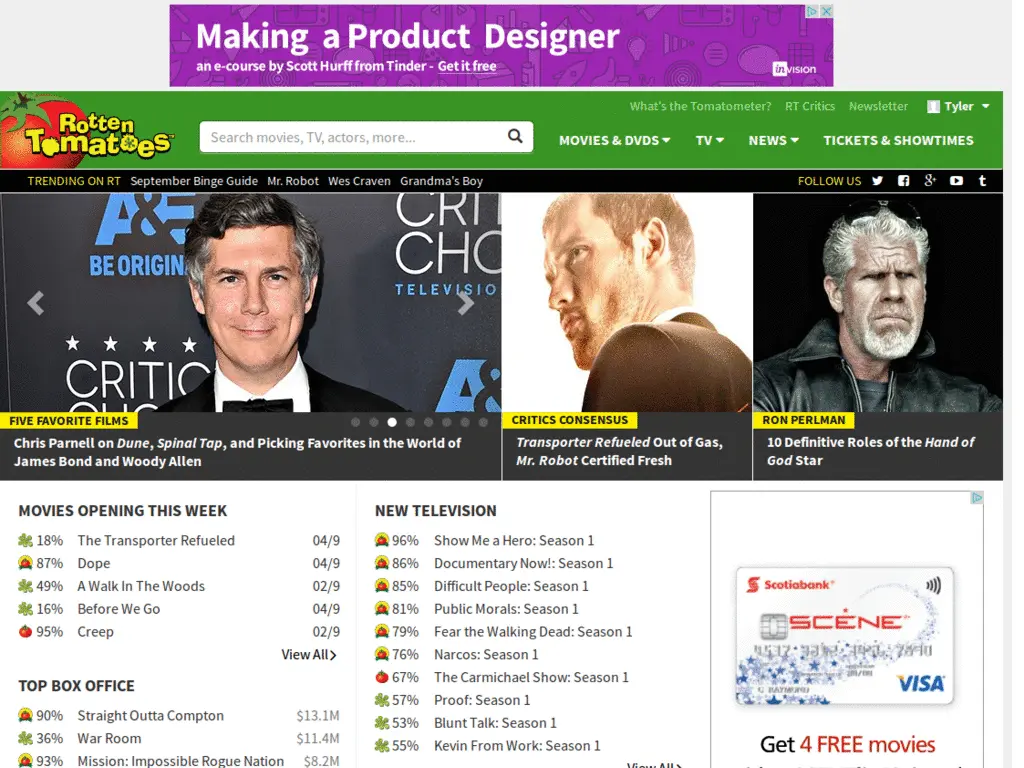 Making a Product Designer
an e-course by Scott Hurff from Tinder - Get it free
inVISION
What's the Tomatometer? RT Critics Newsletter Tyler
Rotten
Tomatoes
Search movies, TV, actors, more...
MOVIES & DVDS TV NEWS TICKETS & SHOWTIMES
TRENDING ON RT September Binge Guide Mr. Robot Wes Craven Grandma's Boy FOLLOW US
A&E
BE ORIGIN
CRITI
CHO
TELEVISIO
CRITIC
CHO
A
FIVE FAVORITE FILMS
Chris Parnell on Dune, Spinal Tap, and Picking Favorites in the World of
James Bond and Woody Allen
CRITICS CONSENSUS
Transporter Refueled Out of Gas,
Mr. Robot Certified Fresh
RON PERLMAN
10 Definitive Roles of the Hand of
God Star
MOVIES OPENING THIS WEEK
18% The Transporter Refueled 04/9
87% Dope 04/9
49% A Walk In The Woods 02/9
16% Before We Go 04/9
95% Creep 02/9
View All
TOP BOX OFFICE
90% Straight Outta Compton $13.1M
36% War Room $11.4M
93% Mission: Impossible Rogue Nation $8.2M
NEW TELEVISION
96% Show Me a Hero: Season 1
86% Documentary Now!: Season 1
85% Difficult People: Season 1
81% Public Morals: Season 1
79% Fear the Walking Dead: Season 1
76% Narcos: Season 1
67% The Carmichael Show: Season 1
57% Proof: Season 1
53% Blunt Talk: Season 1
55% Kevin From Work: Season 1
View All
Scotiabank
SCENE
C RAYMOND
VISA
Get 4 FREE movies